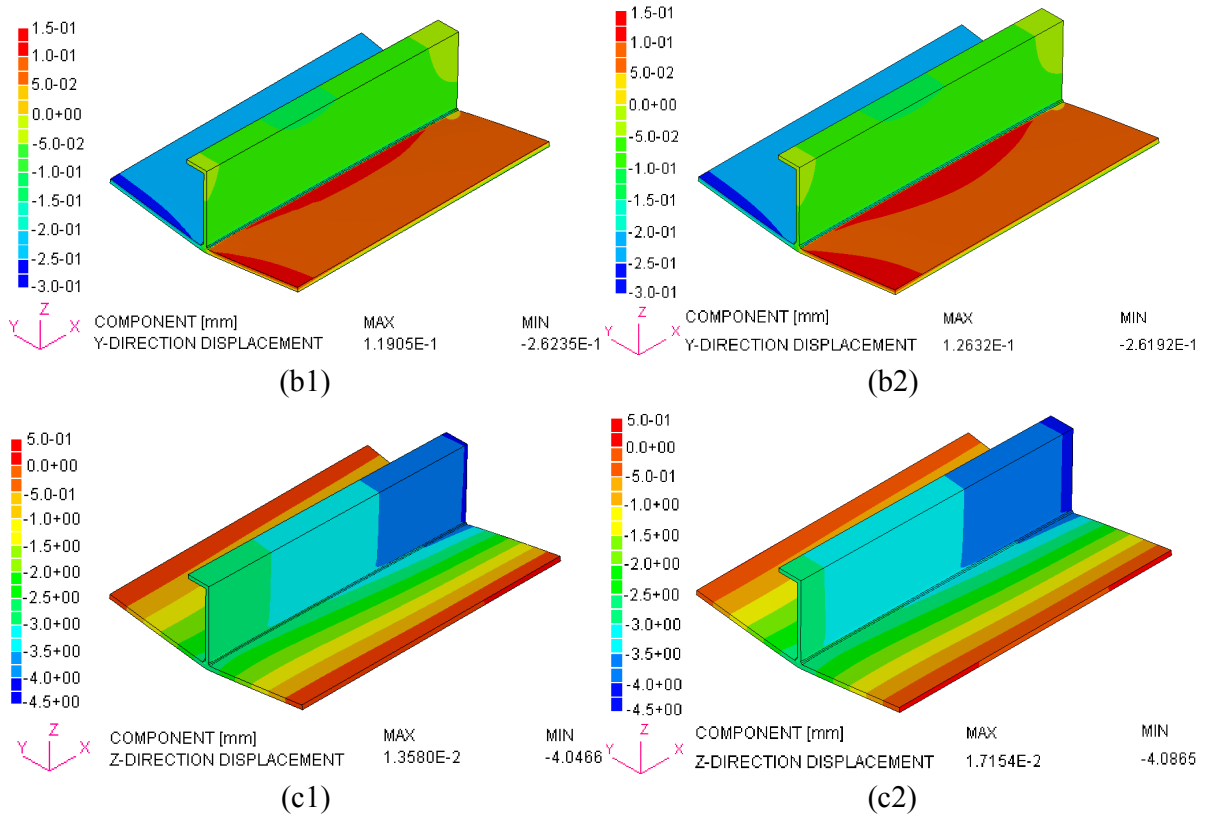 1.5-01
1.0-01
5.0-02
0.0+00
-5.0-02
-1.0-01
-1.5-01
-2.0-01
-2.5-01
-3.0-01
Z
Y X
COMPONENT [mm] MAX MIN
Y-DIRECTION DISPLACEMENT 1.1905E-1 -2.6235E-1
(b1)
1.5-01
1.0-01
5.0-02
0.0+00
-5.0-02
-1.0-01
-1.5-01
-2.0-01
-2.5-01
-3.0-01
Z
Y X
COMPONENT [mm] MAX MIN
Y-DIRECTION DISPLACEMENT 1.2632E-1 -2.6192E-1
(b2)
5.0-01
0.0+00
-5.0-01
-1.0+00
-1.5+00
-2.0+00
-2.5+00
-3.0+00
-3.5+00
-4.0+00
-4.5+00
Z
Y X
COMPONENT [mm] MAX MIN
Z-DIRECTION DISPLACEMENT 1.3580E-2 -4.0466
(c1)
5.0-01
0.0+00
-5.0-01
-1.0+00
-1.5+00
-2.0+00
-2.5+00
-3.0+00
-3.5+00
-4.0+00
-4.5+00
Z
Y X
COMPONENT [mm] MAX MIN
Z-DIRECTION DISPLACEMENT 1.7154E-2 -4.0865
(c2)